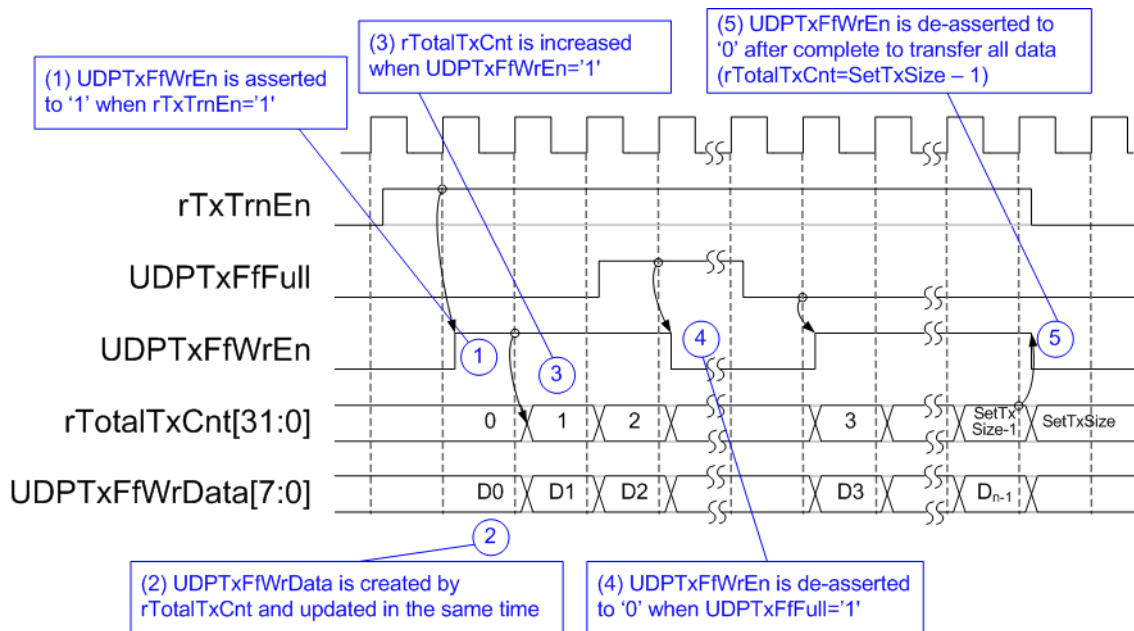 (3) rTotalTxCnt is increased
when UDPTxFfWrEn='1'
(5) UDPTxFfWrEn is de-asserted to
‘0’ after complete to transfer all data
(rTotalTxCnt=SetTxSize – 1)
(1) UDPTxFfWrEn is asserted
to ‘1’ when rTxTrnEn='1'
rTxTrnEn
UDPTxFfFull
UDPTxFfWrEn
1
3
4
5
rTotalTxCnt[31:0]
0
1
2
3
SetTx
Size-1
SetTxSize
UDPTxFfWrData[7:0]
D0
D1
D2
D3
Dn-1
2
(2) UDPTxFfWrData is created by
rTotalTxCnt and updated in the same time
(4) UDPTxFfWrEn is de-asserted
to ‘0’ when UDPTxFfFull=’1’